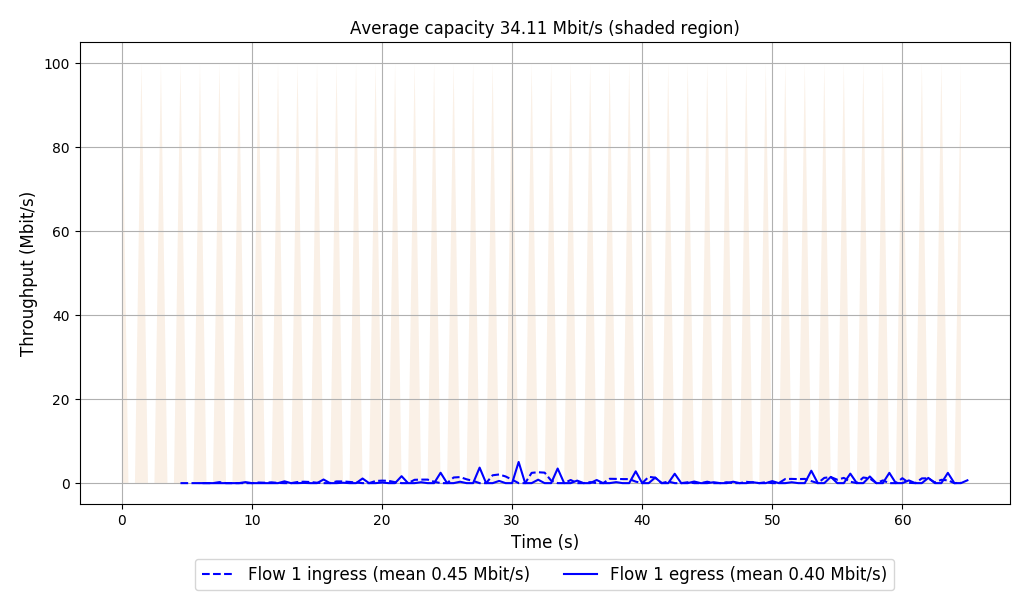 Average capacity 34.11 Mbit/s (shaded region)
100
80
60
40
20
0
Throughput (Mbit/s)
0 10 20 30 40 50 60
Time (s)
Flow 1 ingress (mean 0.45 Mbit/s) Flow 1 egress (mean 0.40 Mbit/s)